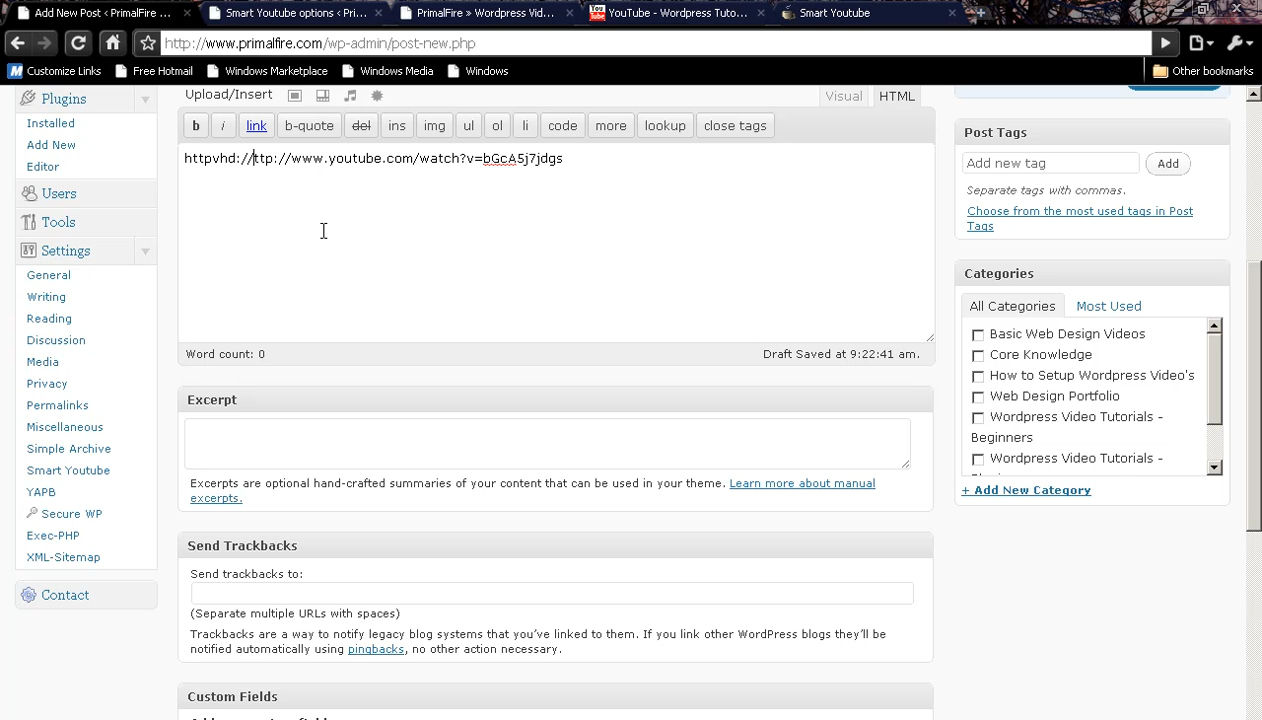 Add New Post ‹ PrimalFire
Smart Youtube options ‹ Pri...
PrimalFire » Wordpress Vid...
YouTube - Wordpress Tuto...
Smart Youtube
http://www.primalfire.com/wp-admin/post-new.php
Customize Links
Free Hotmail
Windows Marketplace
Windows Media
Windows
Other bookmarks
Plugins
Installed
Add New
Editor
Users
Tools
Settings
General
Writing
Reading
Discussion
Media
Privacy
Permalinks
Miscellaneous
Simple Archive
Smart Youtube
YAPB
Secure WP
Exec-PHP
XML-Sitemap
Contact
Upload/Insert
Visual
HTML
b
i
link
b-quote
del
ins
img
ul
ol
li
code
more
lookup
close tags
httpvhd://ttp://www.youtube.com/watch?v=bGcA5j7jdgs
Word count: 0
Draft Saved at 9:22:41 am.
Excerpt
Excerpts are optional hand-crafted summaries of your content that can be used in your theme. Learn more about manual
excerpts.
Send Trackbacks
Send trackbacks to:
(Separate multiple URLs with spaces)
Trackbacks are a way to notify legacy blog systems that you've linked to them. If you link other WordPress blogs they'll be
notified automatically using pingbacks, no other action necessary.
Custom Fields
Post Tags
Add new tag
Add
Separate tags with commas.
Choose from the most used tags in Post
Tags
Categories
All Categories
Most Used
Basic Web Design Videos
Core Knowledge
How to Setup Wordpress Video's
Web Design Portfolio
Wordpress Video Tutorials -
Beginners
Wordpress Video Tutorials -
+ Add New Category